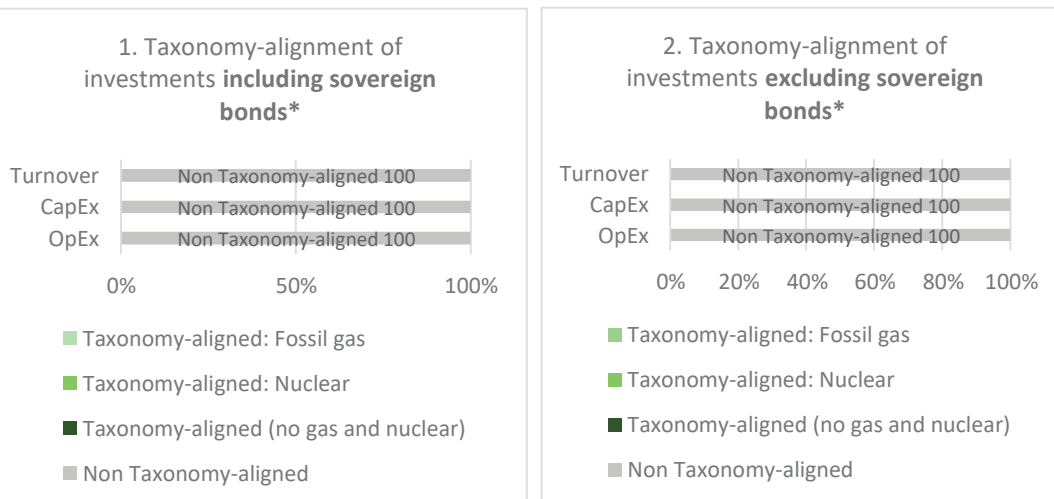 1. Taxonomy-alignment of
investments including sovereign
bonds*
Turnover
Non Taxonomy-aligned 100
CapEx
Non Taxonomy-aligned 100
OpEx
Non Taxonomy-aligned 100
0% 50% 100%
Taxonomy-aligned: Fossil gas
Taxonomy-aligned: Nuclear
Taxonomy-aligned (no gas and nuclear)
Non Taxonomy-aligned
2. Taxonomy-alignment of
investments excluding sovereign
bonds*
Turnover
Non Taxonomy-aligned 100
CapEx
Non Taxonomy-aligned 100
OpEx
Non Taxonomy-aligned 100
0% 20% 40% 60% 80% 100%
Taxonomy-aligned: Fossil gas
Taxonomy-aligned: Nuclear
Taxonomy-aligned (no gas and nuclear)
Non Taxonomy-aligned